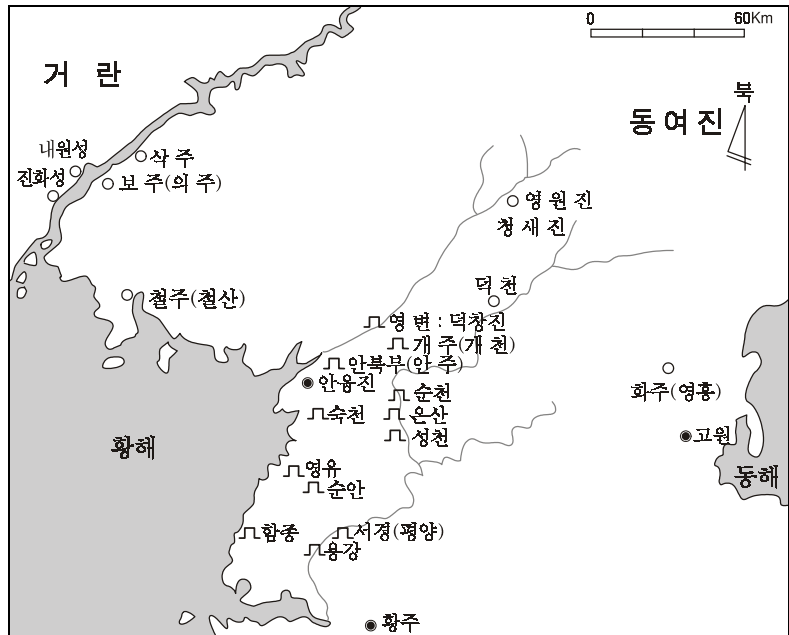 0 60Km
거 란
북
동 여 진
내원성
삭 주
진화성
보 주(의 주)
영 원 진
청 새 진
덕 천
철주(철산)
영 변 : 덕창진
개 주(개 천)
안북부(안 주)
안융진
순천
화주(영흥)
숙천
은산
성천
고원
황해
영유
동해
순안
함종
서경(평양)
용강
황주